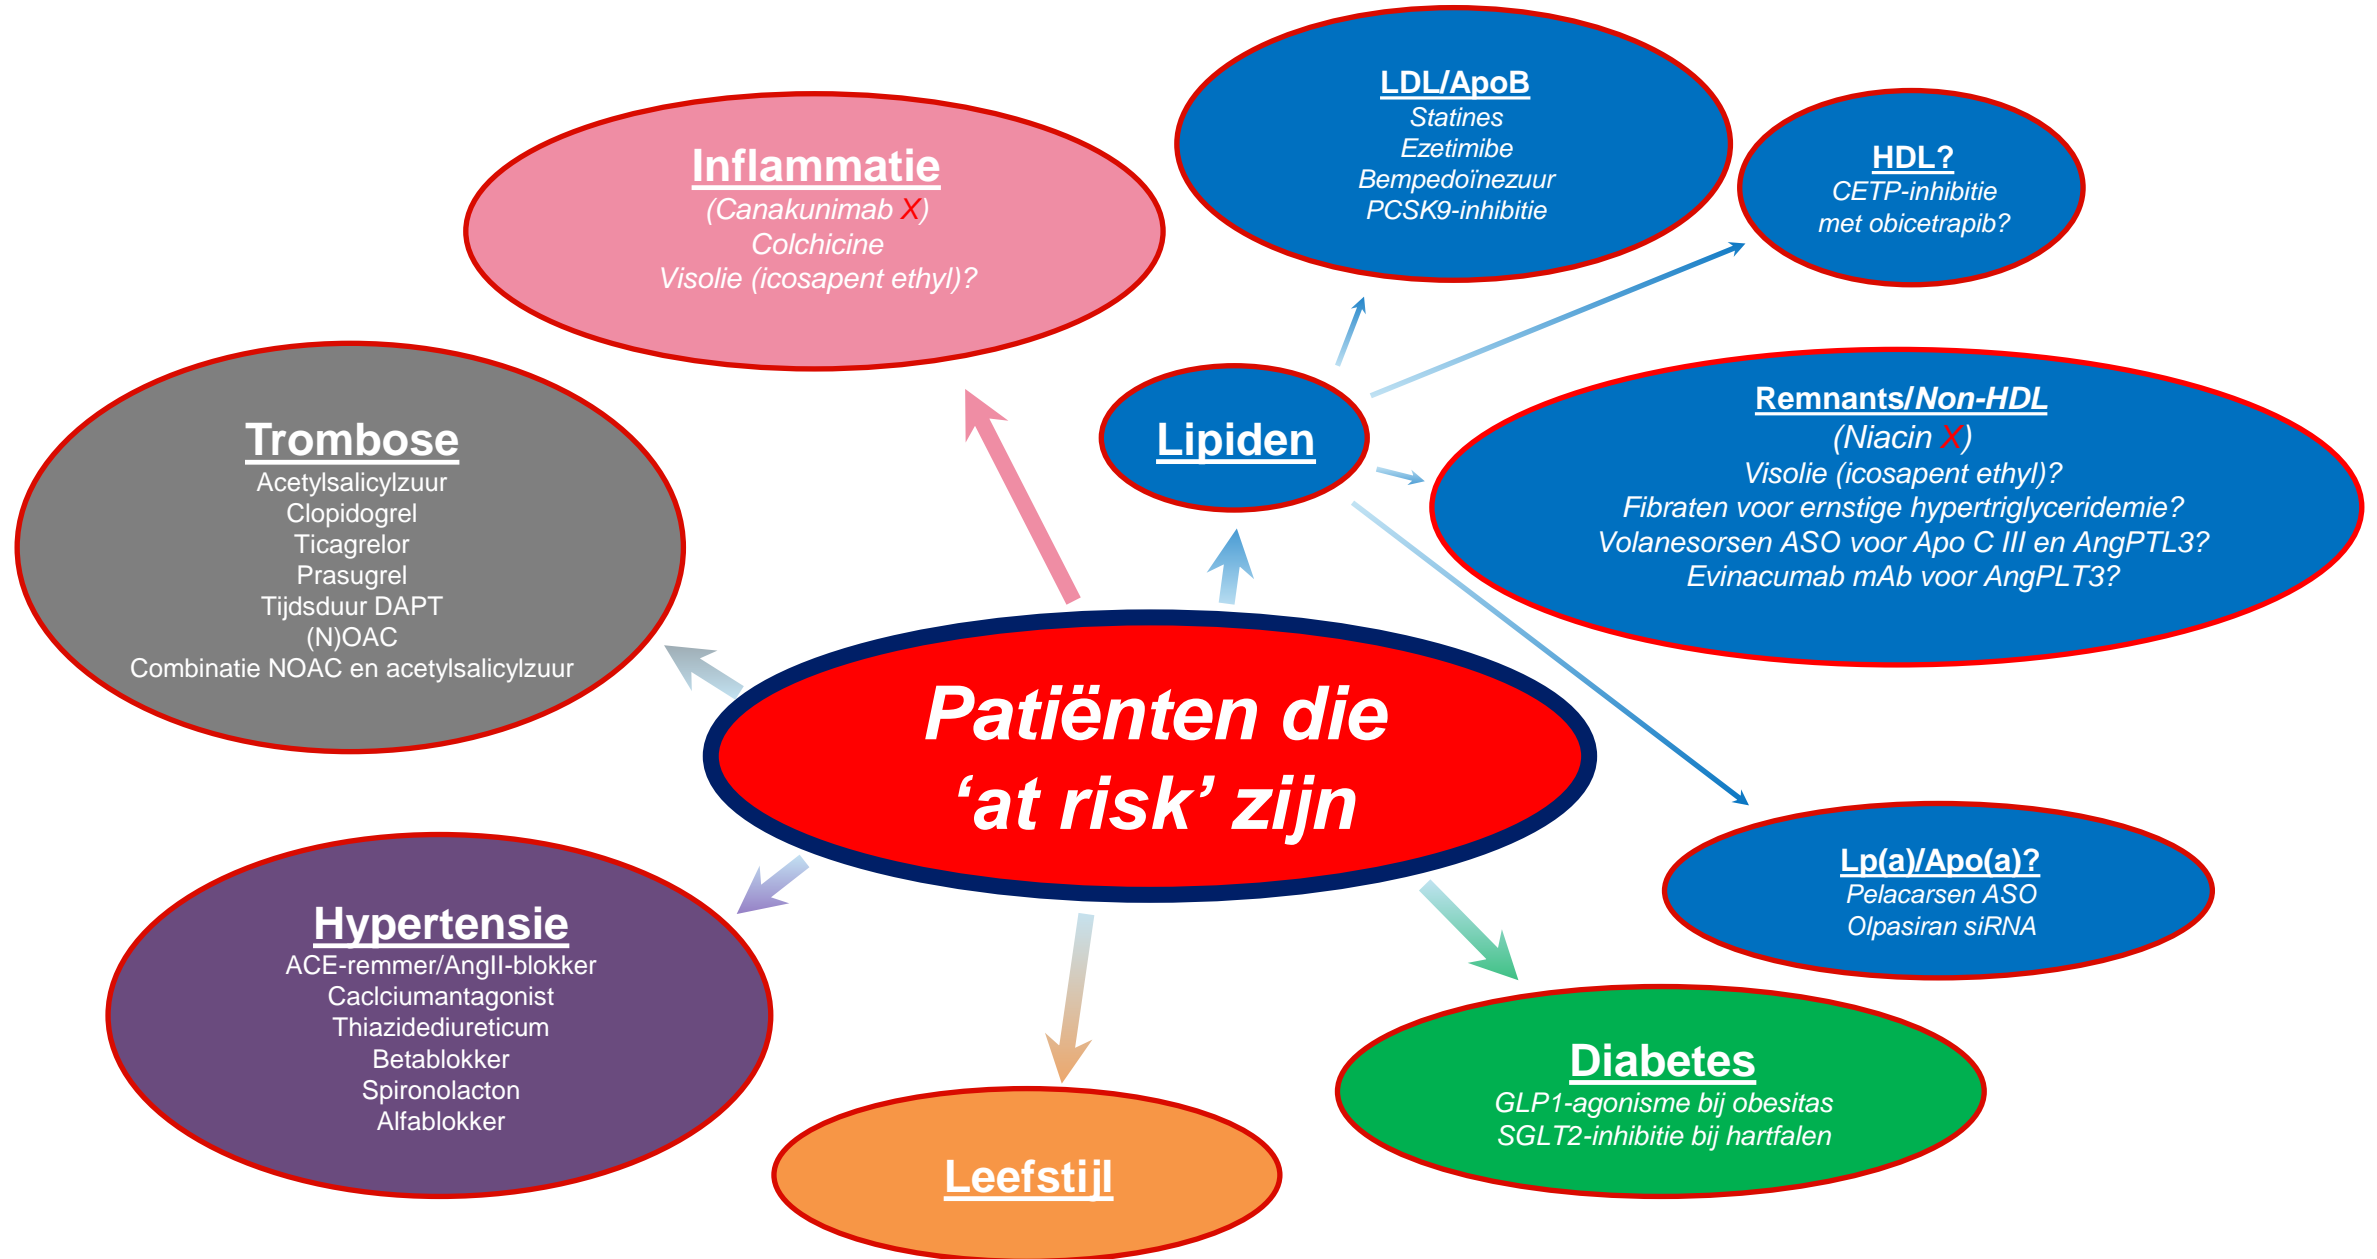 LDL/ApoB
Statines
Ezetimibe
Bempedoïnezuur
PCSK9-inhibitie
HDL?
CETP-inhibitie
met obicetrapib?
Inflammatie
(Canakunimab X)
Colchicine
Visolie (icosapent ethyl)?
Lipiden
Remnants/Non-HDL
(Niacin X)
Visolie (icosapent ethyl)?
Fibraten voor ernstige hypertriglyceridemie?
Volanesorsen ASO voor Apo C III en AngPTL3?
Evinacumab mAb voor AngPLT3?
Trombose
Acetylsalicylzuur
Clopidogrel
Ticagrelor
Prasugrel
Tijdsduur DAPT
(N)OAC
Combinatie NOAC en acetylsalicylzuur
Patiënten die
‘at risk’ zijn
Lp(a)/Apo(a)?
Pelacarsen ASO
Olpasiran siRNA
Hypertensie
ACE-remmer/AngII-blokker
Caclciumantagonist
Thiazidediureticum
Betablokker
Spironolacton
Alfablokker
Diabetes
GLP1-agonisme bij obesitas
SGLT2-inhibitie bij hartfalen
Leefstijl